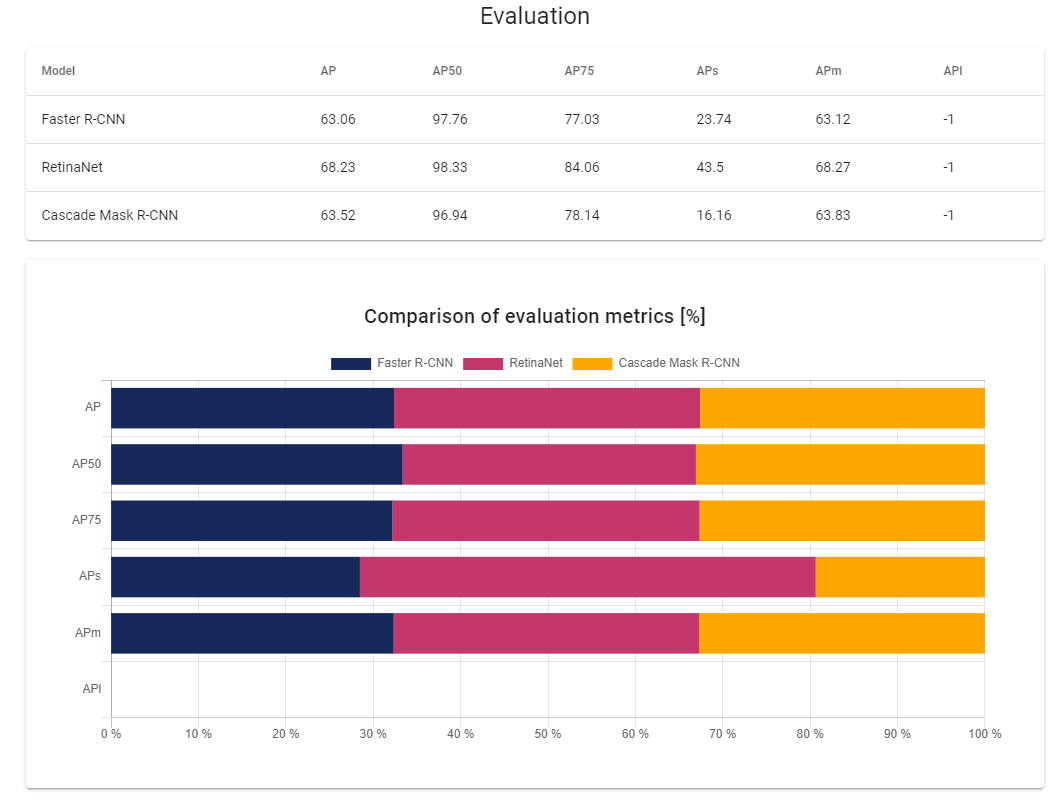 Evaluation
Model AP AP50 AP75 APs APm APl
Faster R-CNN 63.06 97.76 77.03 23.74 63.12 -1
RetinaNet 68.23 98.33 84.06 43.5 68.27 -1
Cascade Mask R-CNN 63.52 96.94 78.14 16.16 63.83 -1
Comparison of evaluation metrics [%]
Faster R-CNN RetinaNet Cascade Mask R-CNN
AP
AP50
AP75
APs
APm
APl
0 % 10 % 20 % 30 % 40 % 50 % 60 % 70 % 80 % 90 % 100 %